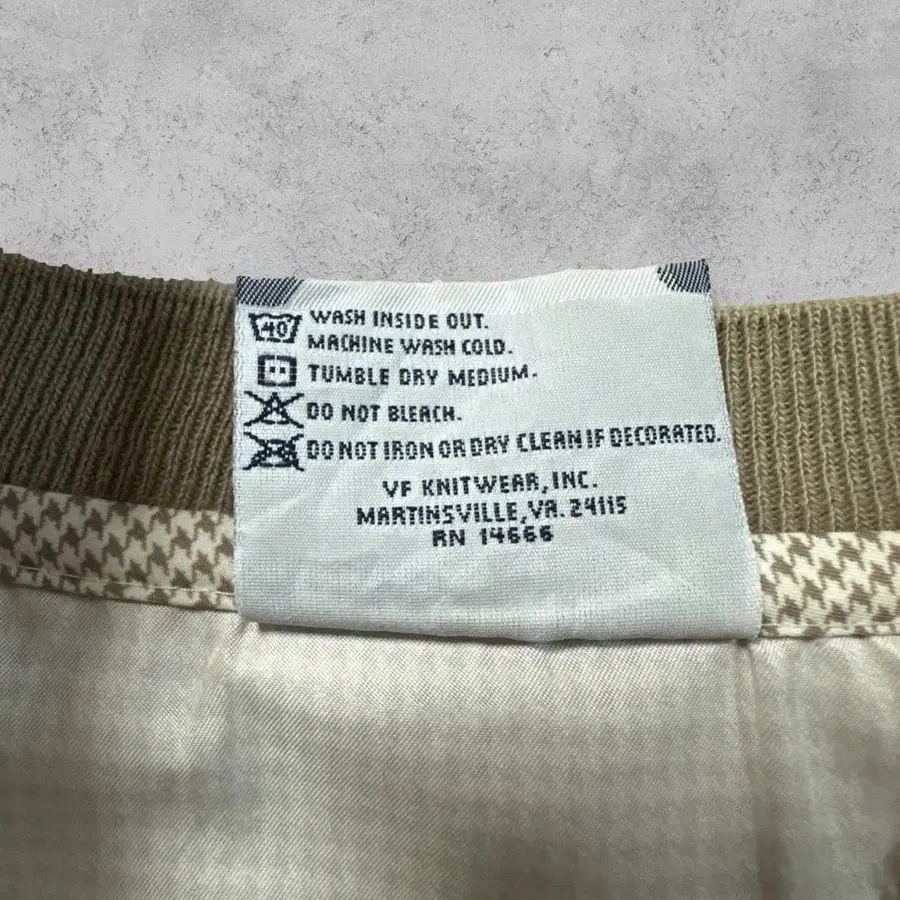 40 WASH INSIDE OUT.
MACHINE WASH COLD.
TUMBLE DRY MEDIUM.
DO NOT BLEACH.
DO NOT IRON OR DRY CLEAN IF DECORATED.
VF KNITWEAR, INC.
MARTINSVILLE, VA. 24115
RN 14666